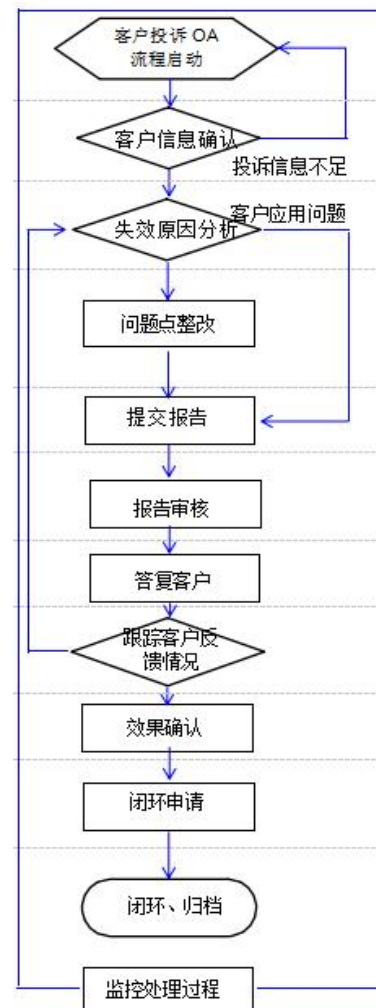 客户投诉 OA
流程启动
客户信息确认
投诉信息不足
失效原因分析
客户应用问题
问题点整改
提交报告
报告审核
答复客户
跟踪客户反
馈情况
效果确认
闭环申请
闭环、归档
监控处理过程